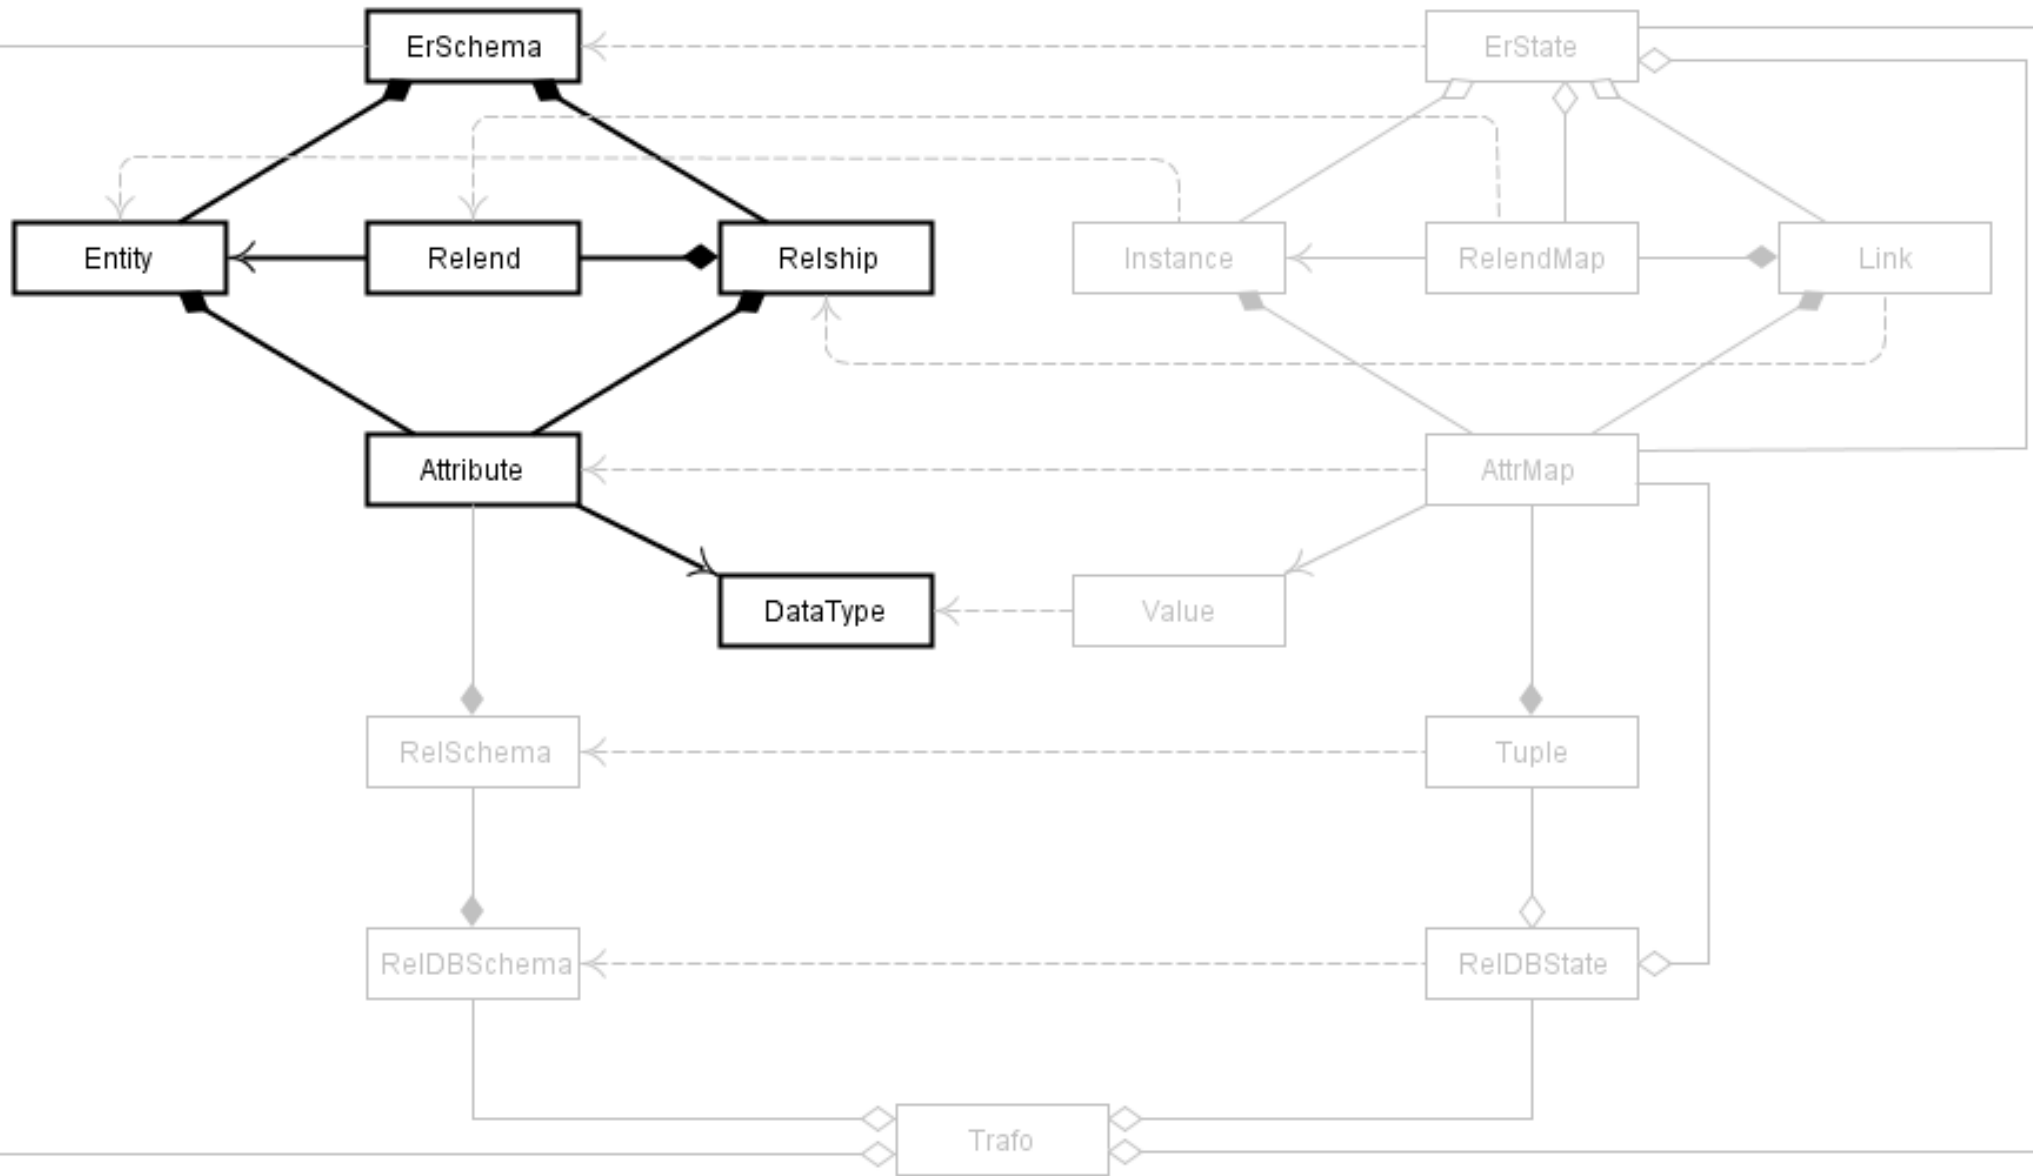 ErSchema
ErState
Entity
Relend
Relship
Instance
RelendMap
Link
Attribute
AttrMap
DataType
Value
RelSchema
Tuple
RelDBSchema
RelDBState
Trafo